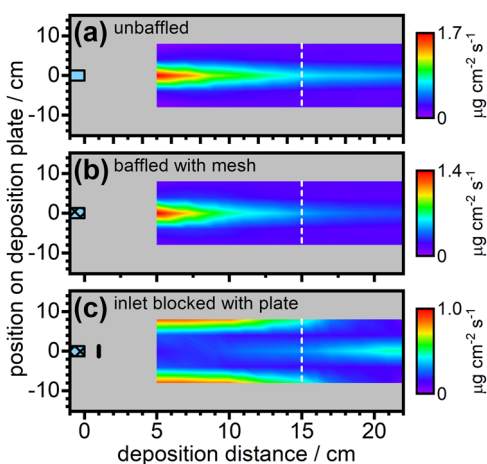 (a) unbaffled
15
0
-10
1.7
0
μg cm-2 s-1
(b) baffled with mesh
10
0
-10
1.4
0
μg cm-2 s-1
(c) inlet blocked with plate
10
0
-10
1.0
0
μg cm-2 s-1
0 5 10 15 20
deposition distance / cm
position on deposition plate / cm